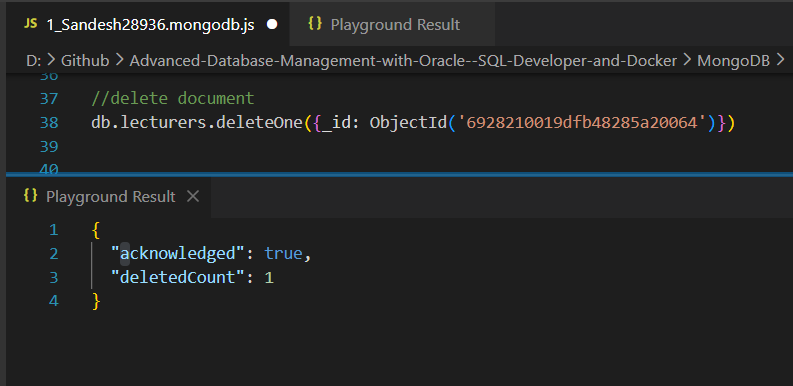 JS 1_Sandesh28936.mongodb.js ● {} Playground Result
D: > Github > Advanced-Database-Management-with-Oracle--SQL-Developer-and-Docker > MongoDB >
36
37 //delete document
38 db.lecturers.deleteOne({_id: ObjectId('6928210019dfb48285a20064')})
39
40
{} Playground Result ×
1 {
2 "acknowledged": true,
3 "deletedCount": 1
4 }